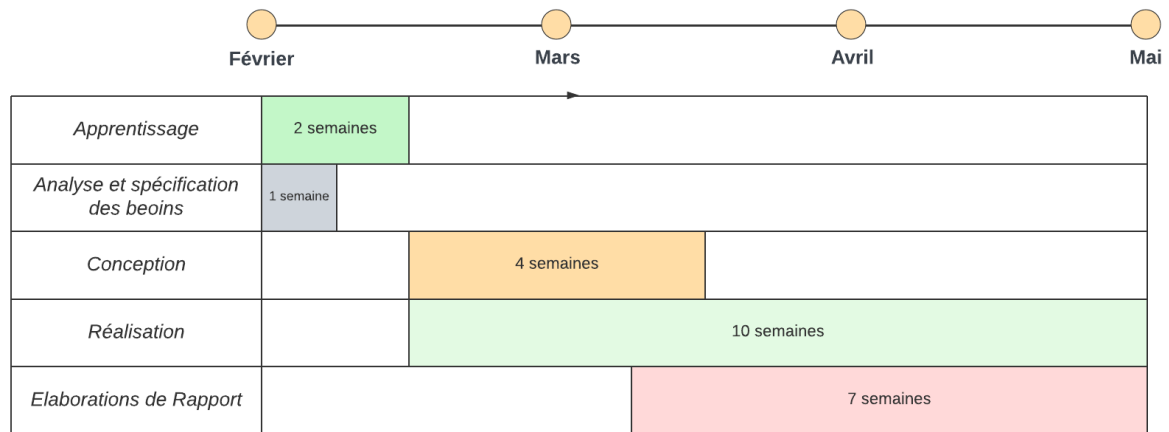 Février
Mars
Avril
Mai
Apprentissage
2 semaines
Analyse et spécification
des beoins
1 semaine
Conception
4 semaines
Réalisation
10 semaines
Elaborations de Rapport
7 semaines